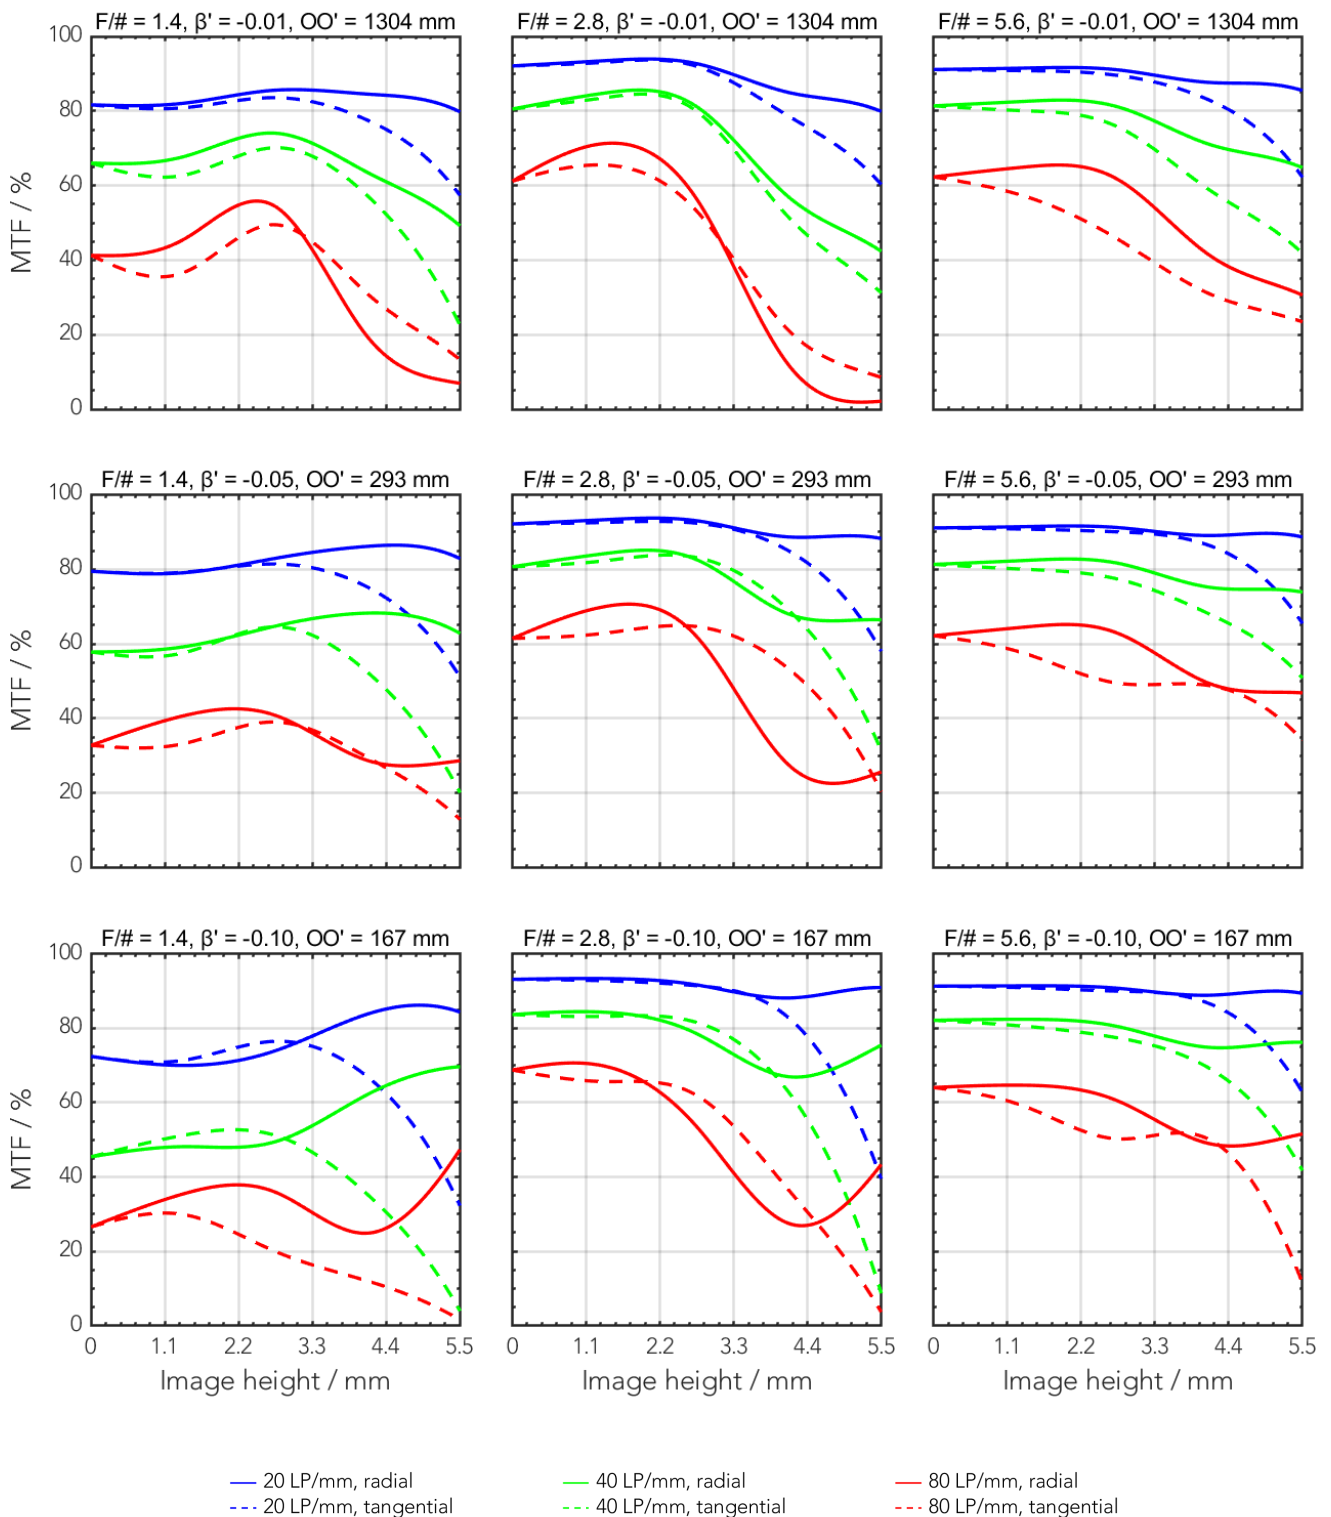 F/# = 1.4, β' = -0.01, OO' = 1304 mm
F/# = 2.8, β' = -0.01, OO' = 1304 mm
F/# = 5.6, β' = -0.01, OO' = 1304 mm
100
80
60
40
20
0
MTF / %
F/# = 1.4, β' = -0.05, OO' = 293 mm
F/# = 2.8, β' = -0.05, OO' = 293 mm
F/# = 5.6, β' = -0.05, OO' = 293 mm
100
80
60
40
20
0
MTF / %
F/# = 1.4, β' = -0.10, OO' = 167 mm
F/# = 2.8, β' = -0.10, OO' = 167 mm
F/# = 5.6, β' = -0.10, OO' = 167 mm
100
80
60
40
20
0
MTF / %
0 1.1 2.2 3.3 4.4 5.5
0 1.1 2.2 3.3 4.4 5.5
0 1.1 2.2 3.3 4.4 5.5
Image height / mm
Image height / mm
Image height / mm
20 LP/mm, radial
20 LP/mm, tangential
40 LP/mm, radial
40 LP/mm, tangential
80 LP/mm, radial
80 LP/mm, tangential